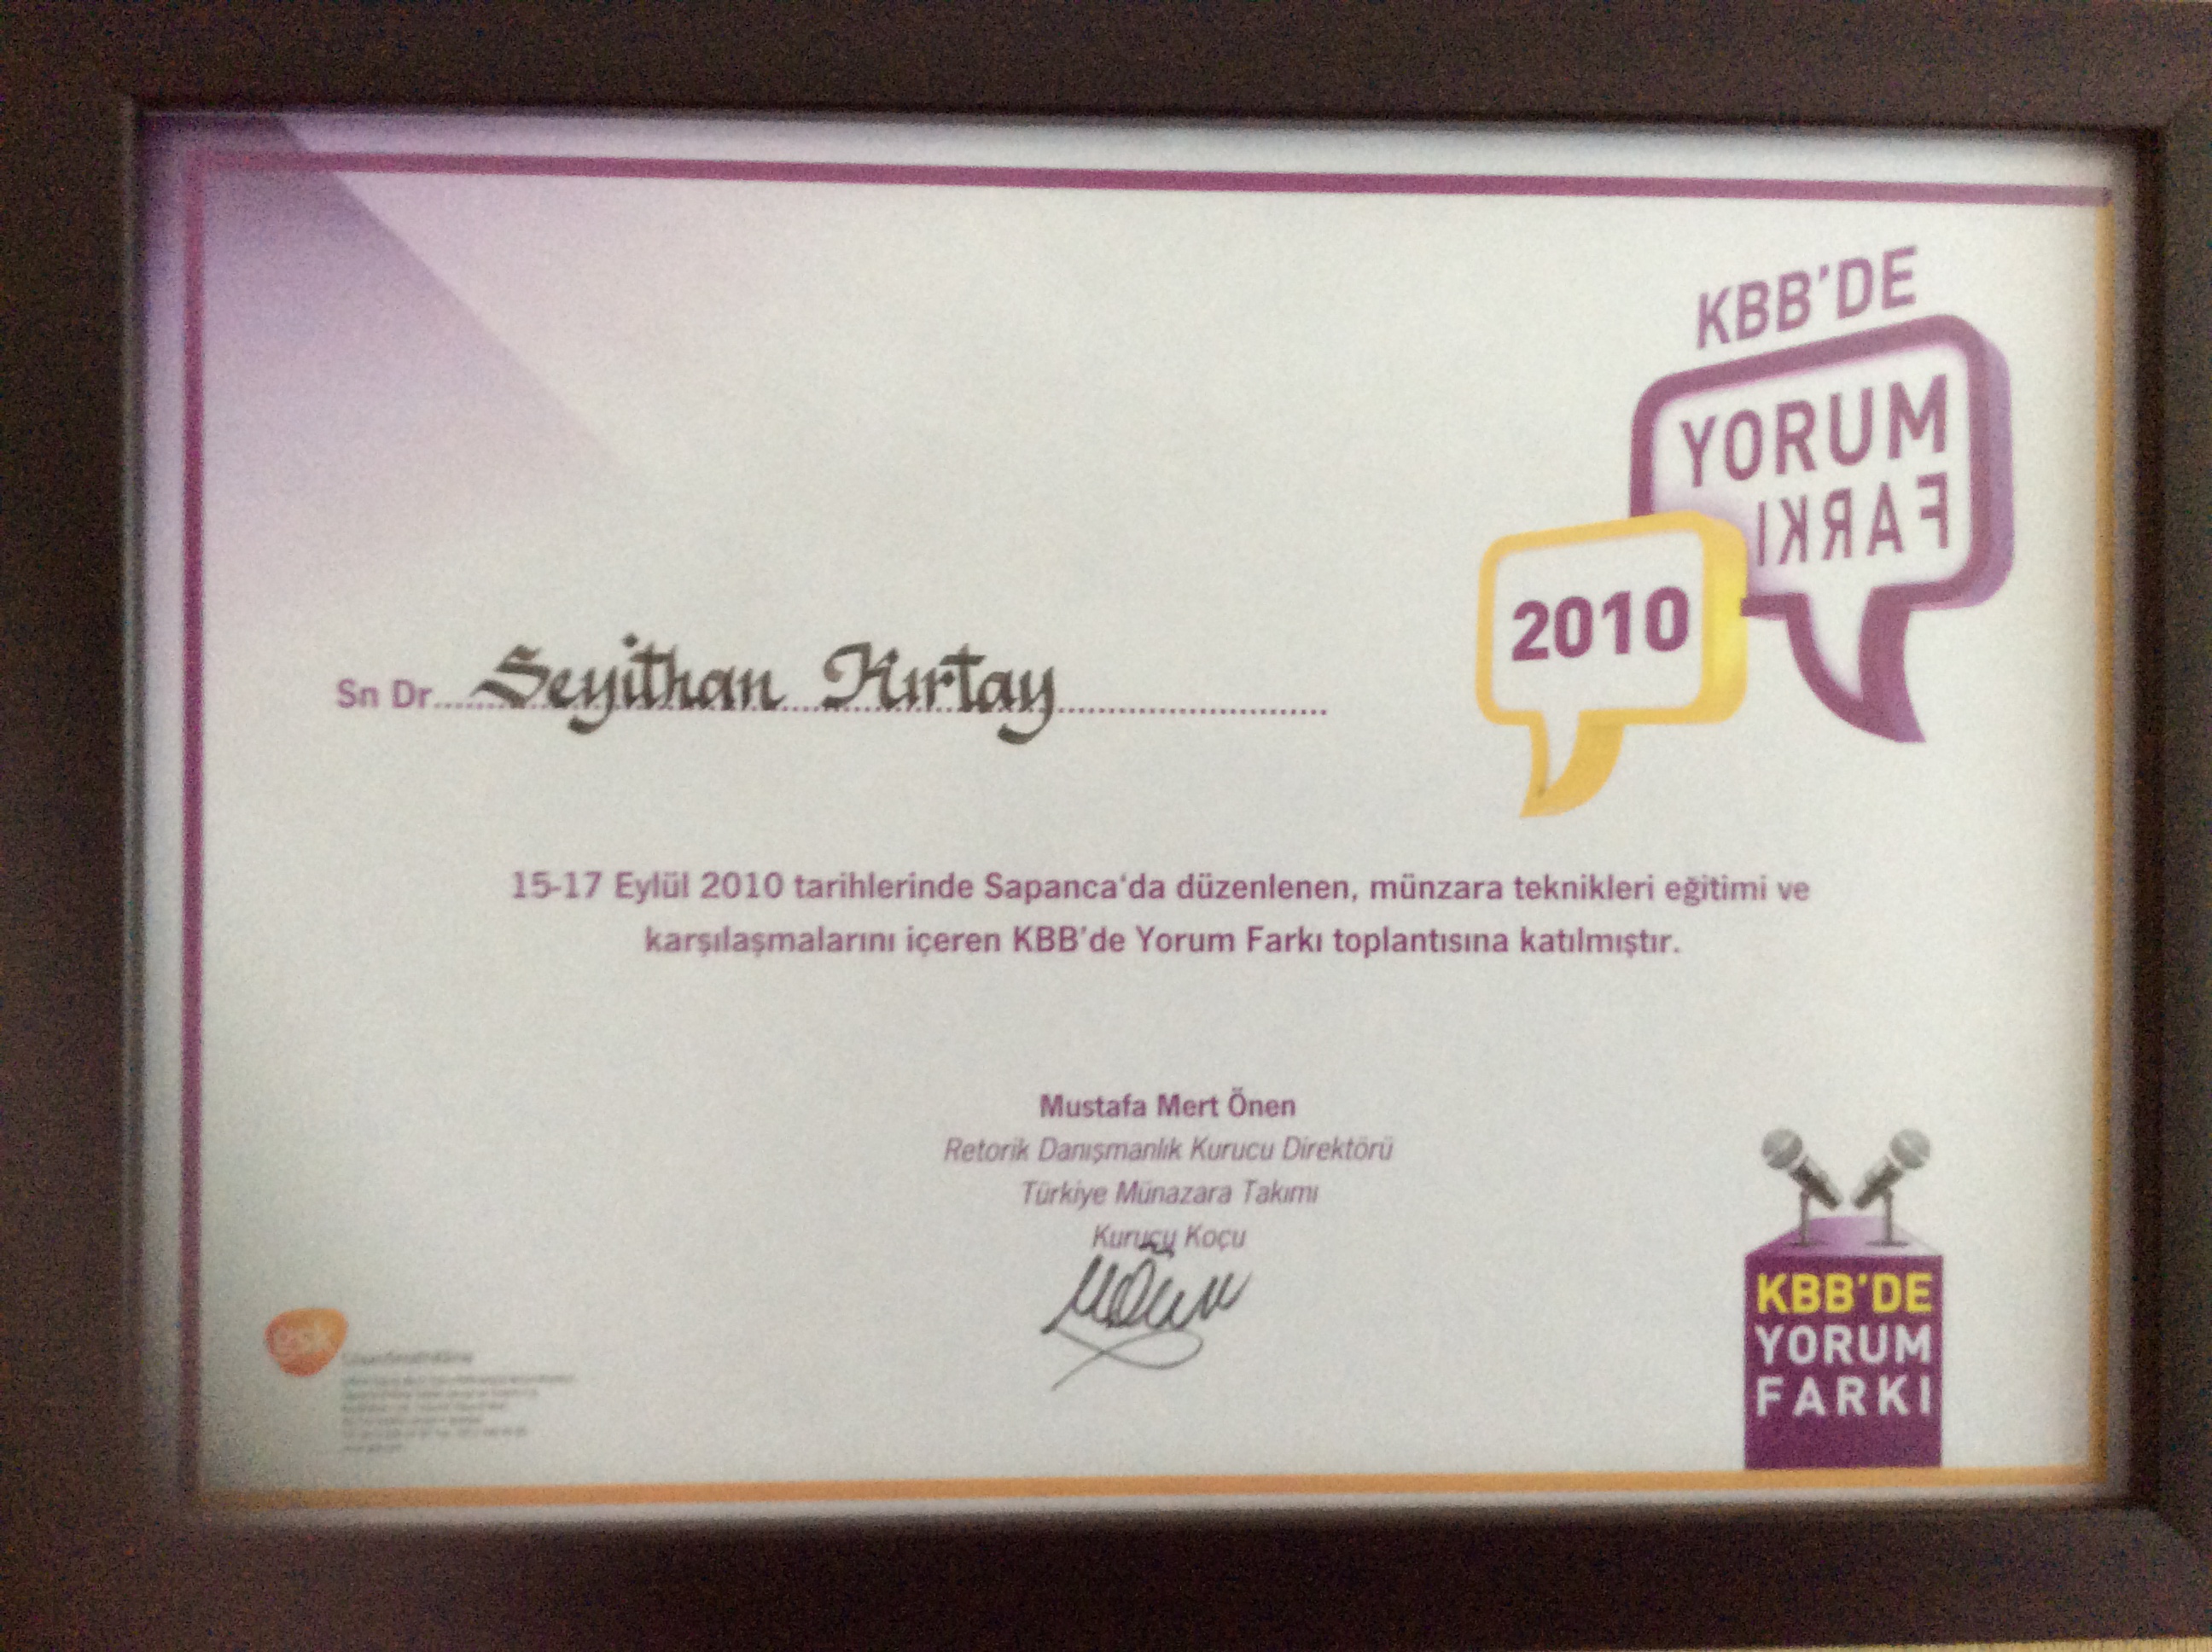 KBB'DE
YORUM
FARKI
2010
Sn Dr.....Seyithan Kırtay.....
15-17 Eylül 2010 tarihlerinde Sapanca'da düzenlenen, münzara teknikleri eğitimi ve
karşılaşmalarını içeren KBB'de Yorum Farkı toplantısına katılmıştır.
Mustafa Mert Önen
Retorik Danışmanlık Kurucu Direktörü
Türkiye Münazara Takımı
Kurucu Koçu
gsk
GlaxoSmithKline
KBB'DE
YORUM
FARKI